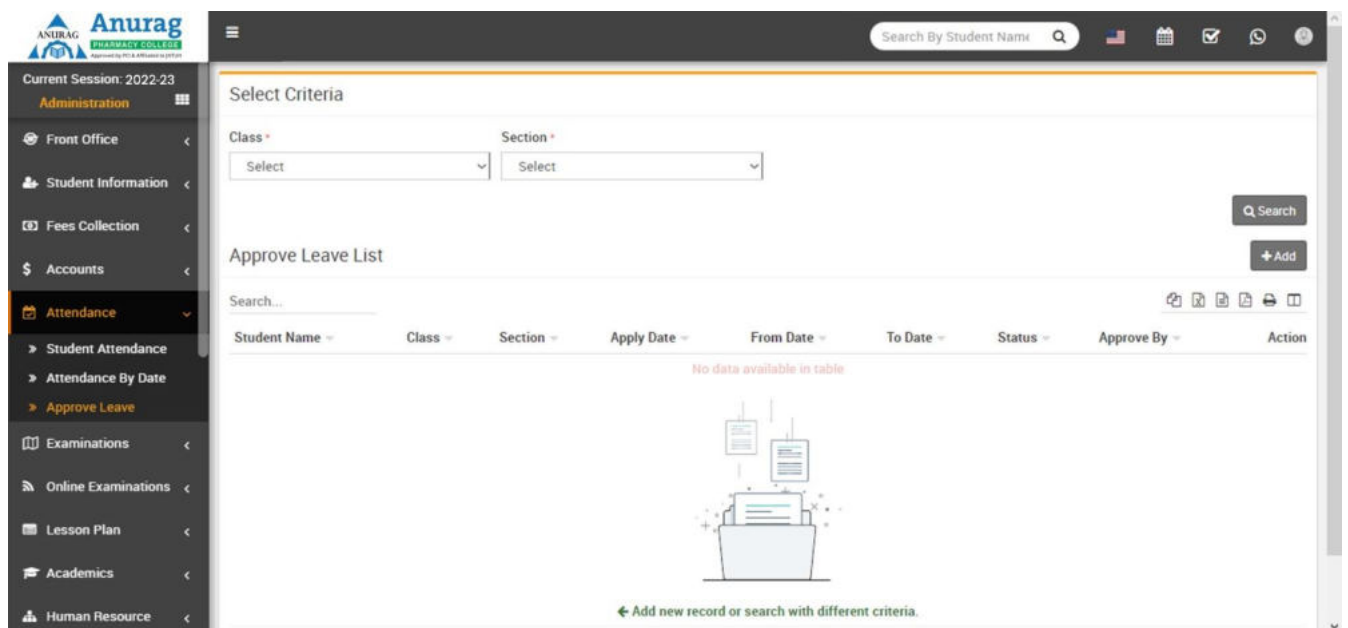 ANURAG
Anurag
PHARMACY COLLEGE
Current Session: 2022-23
Administration
Front Office
Student Information
Fees Collection
$ Accounts
Attendance
» Student Attendance
» Attendance By Date
» Approve Leave
Examinations
Online Examinations
Lesson Plan
Academics
Human Resource
Search By Student Name
Select Criteria
Class * Section *
Select Select
Search
Approve Leave List
+ Add
Search...
Student Name Class Section Apply Date From Date To Date Status Approve By Action
No data available in table
← Add new record or search with different criteria.